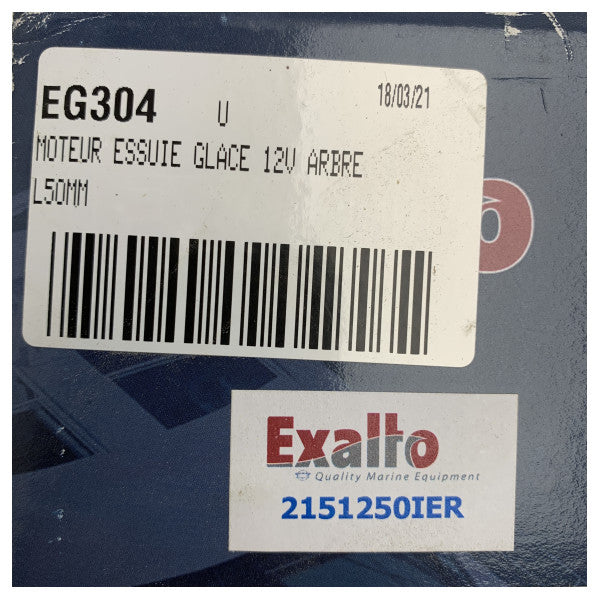 EG304 U 18/03/21
MOTEUR ESSUIE GLACE 12V ARBRE
L50MM
o
Exalto
Quality Marine Equipment
2151250IER